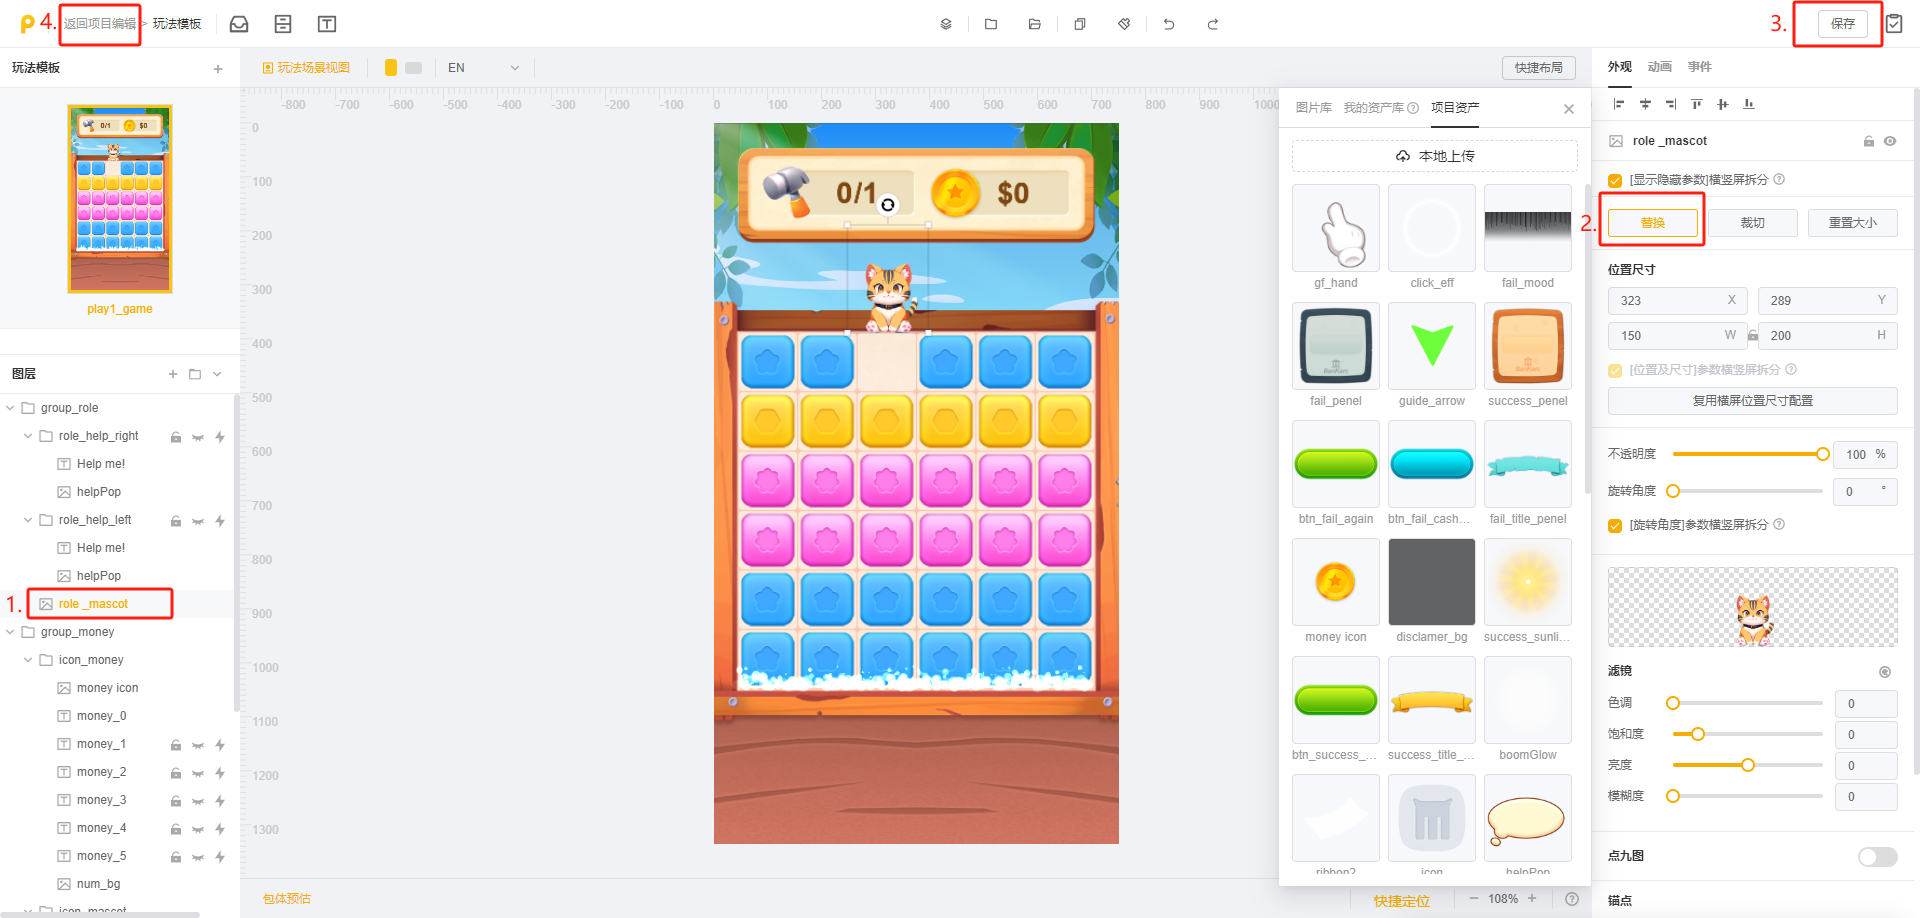 4.
返回项目编辑 > 玩法模板
3.
保存
玩法模板
+
0/1
$0
play1_game
图层
group_role
role_help_right
Help me!
helpPop
role_help_left
Help me!
helpPop
1.
role _mascot
group_money
icon_money
money icon
money_0
money_1
money_2
money_3
money_4
money_5
num_bg
icon_mascot
玩法场景视图
EN
快捷布局
-800 -700 -600 -500 -400 -300 -200 -100 0 100 200 300 400 500 600 700 800 900 1000
0
100
200
300
400
500
600
700
800
900
1000
1100
1200
1300
0/1
$0
包体预估
快捷定位
108%
图片库 我的资产库 项目资产
本地上传
gf_hand click_eff fail_mood
fail_penel guide_arrow success_penel
btn_fail_again btn_fail_cash... fail_title_penel
money icon disclamer_bg success_sunli...
btn_success_... success_title_... boomGlow
ribbon2 icon helpPop
外观 动画 事件
role _mascot
[显示隐藏参数]横竖屏拆分
2.
替换 裁切 重置大小
位置尺寸
323 X 289 Y
150 W 200 H
[位置及尺寸]参数横竖屏拆分
复用横屏位置尺寸配置
不透明度 100 %
旋转角度 0 °
[旋转角度]参数横竖屏拆分
滤镜
色调 0
饱和度 0
亮度 0
模糊度 0
点九图
锚点